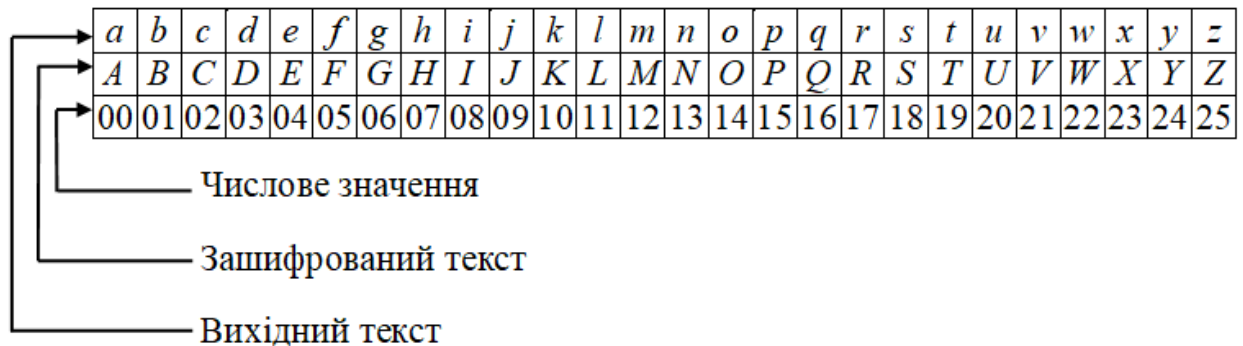 a b c d e f g h i j k l m n o p q r s t u v w x y z
A B C D E F G H I J K L M N O P Q R S T U V W X Y Z
00 01 02 03 04 05 06 07 08 09 10 11 12 13 14 15 16 17 18 19 20 21 22 23 24 25
Числове значення
Зашифрований текст
Вихідний текст